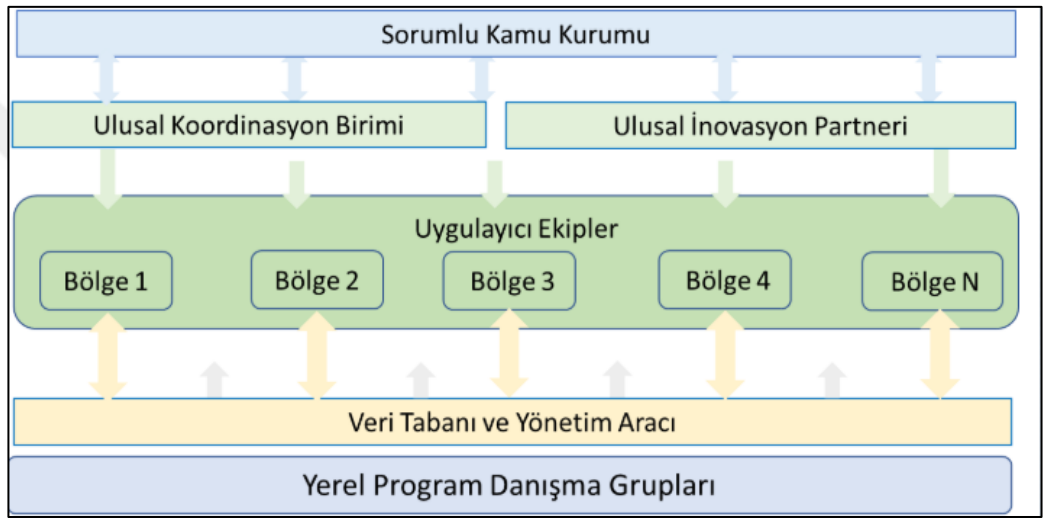 Sorumlu Kamu Kurumu
Ulusal Koordinasyon Birimi
Ulusal İnovasyon Partneri
Uygulayıcı Ekipler
Bölge 1
Bölge 2
Bölge 3
Bölge 4
Bölge N
Veri Tabanı ve Yönetim Aracı
Yerel Program Danışma Grupları